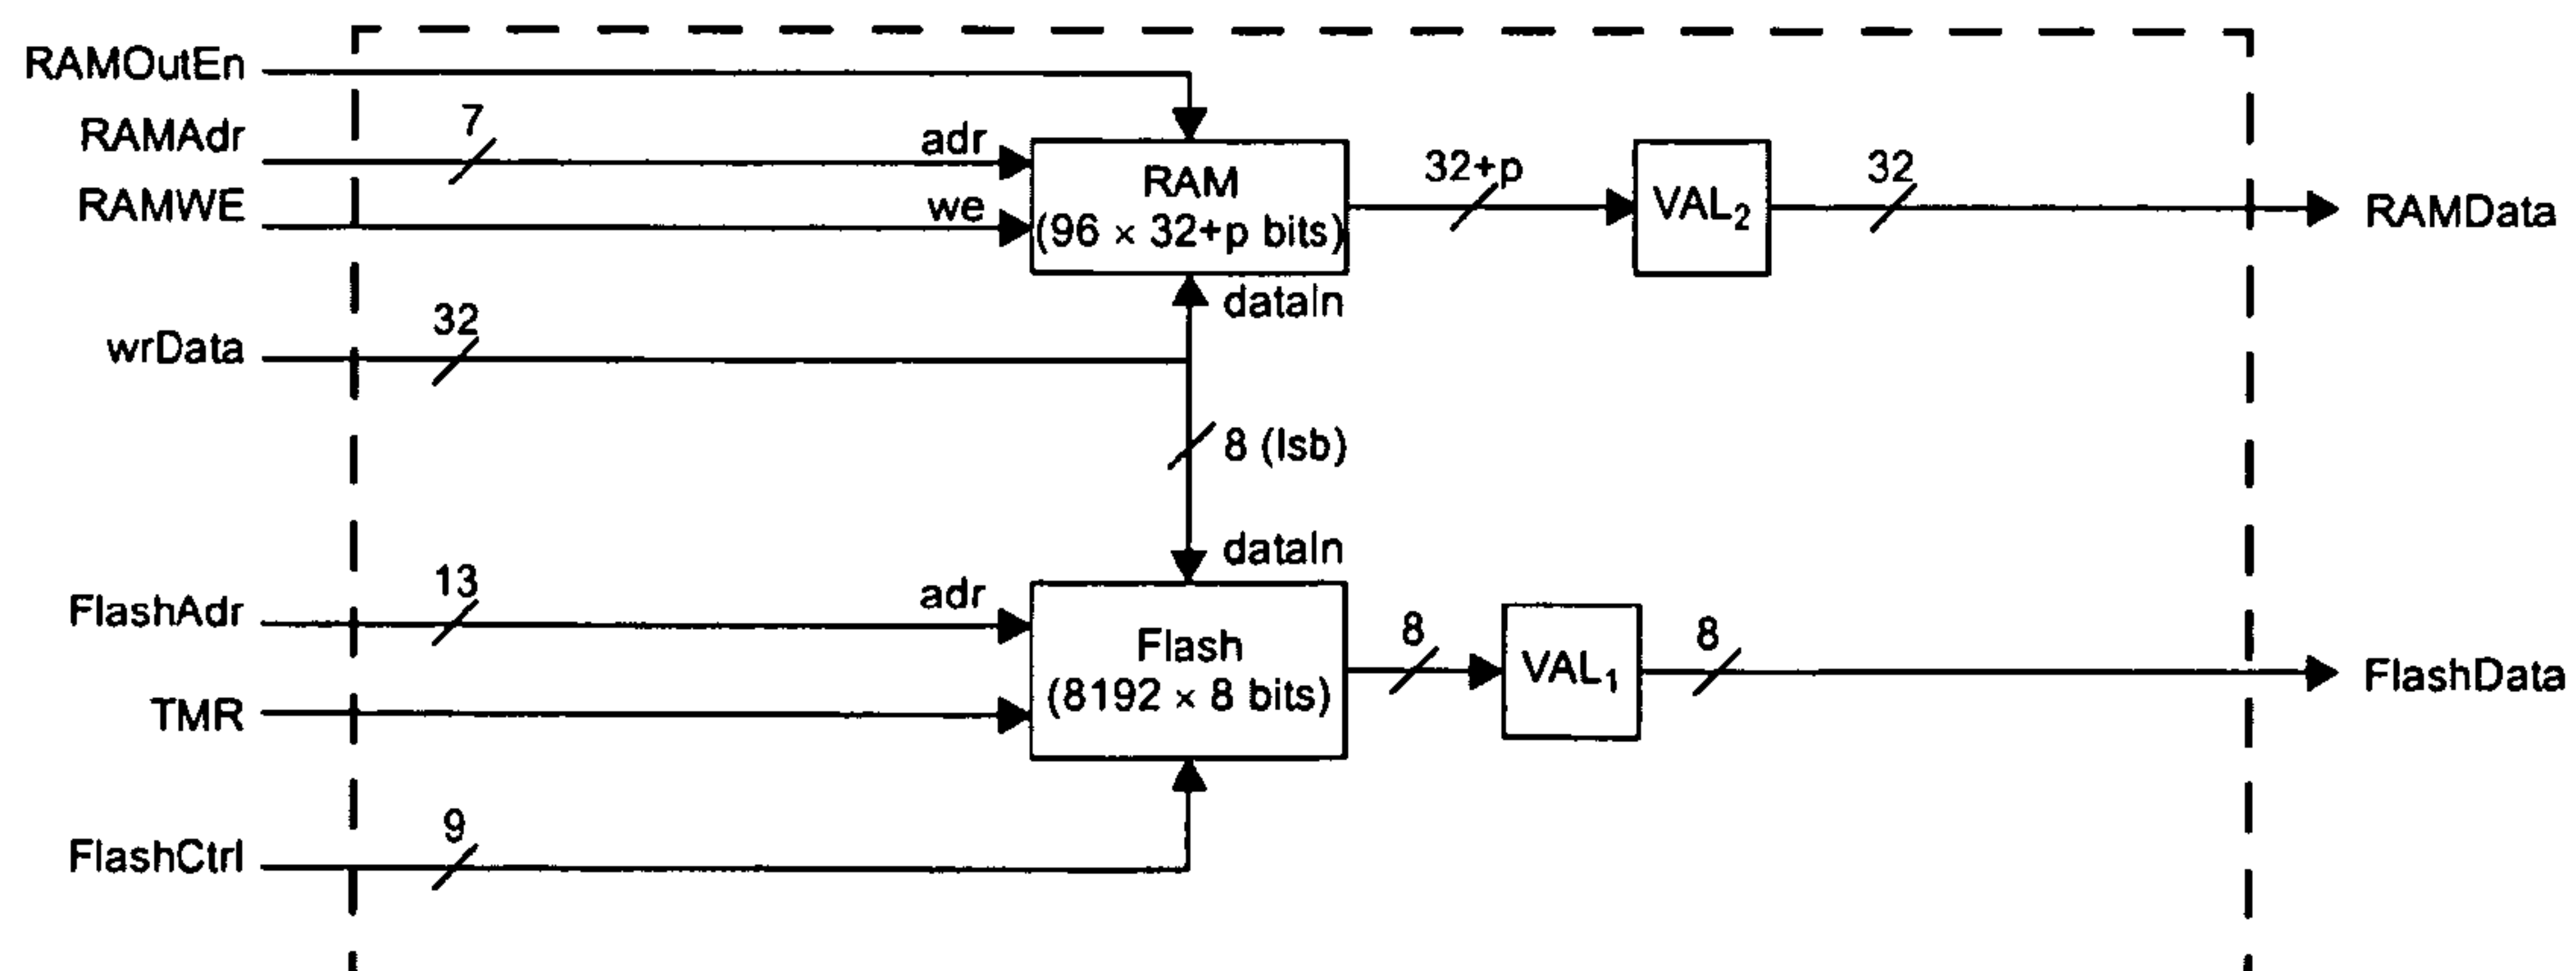 RAMOutEn
RAMAdr
7
adr
RAMWE
we
RAM
(96 × 32+p bits)
32+p
VAL₂
32
RAMData
dataIn
wrData
32
8 (lsb)
dataIn
FlashAdr
13
adr
Flash
(8192 × 8 bits)
8
VAL₁
8
FlashData
TMR
FlashCtrl
9